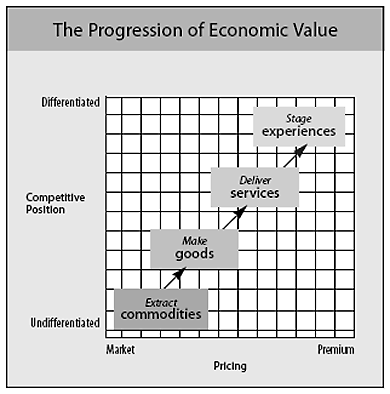 The Progression of Economic Value
Differentiated
Stage
experiences
Deliver
services
Competitive
Position
Make
goods
Extract
commodities
Undifferentiated
Market
Premium
Pricing